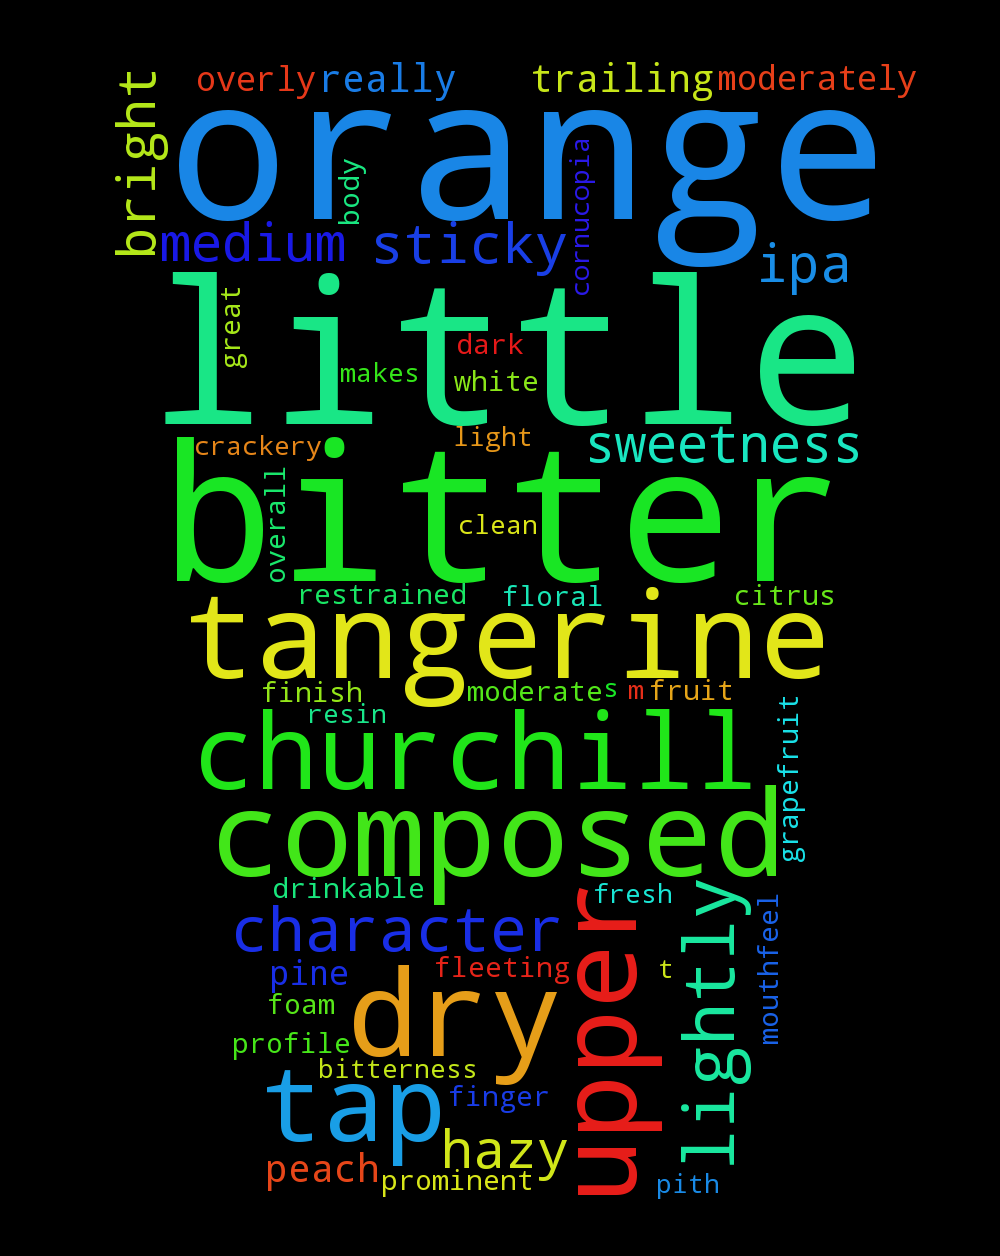 overly really trailing moderately
bright
orange
body
cornucopia
medium sticky ipa
little
great
dark
makes white
crackery light sweetness
bitter
overall
clean
restrained floral citrus
tangerine
finish moderate s m fruit
resin
churchill
grapefruit
composed
drinkable fresh
character
upper
lightly
mouthfeel
pine fleeting t
foam
dry
profile
bitterness
tap finger
hazy
peach prominent pith